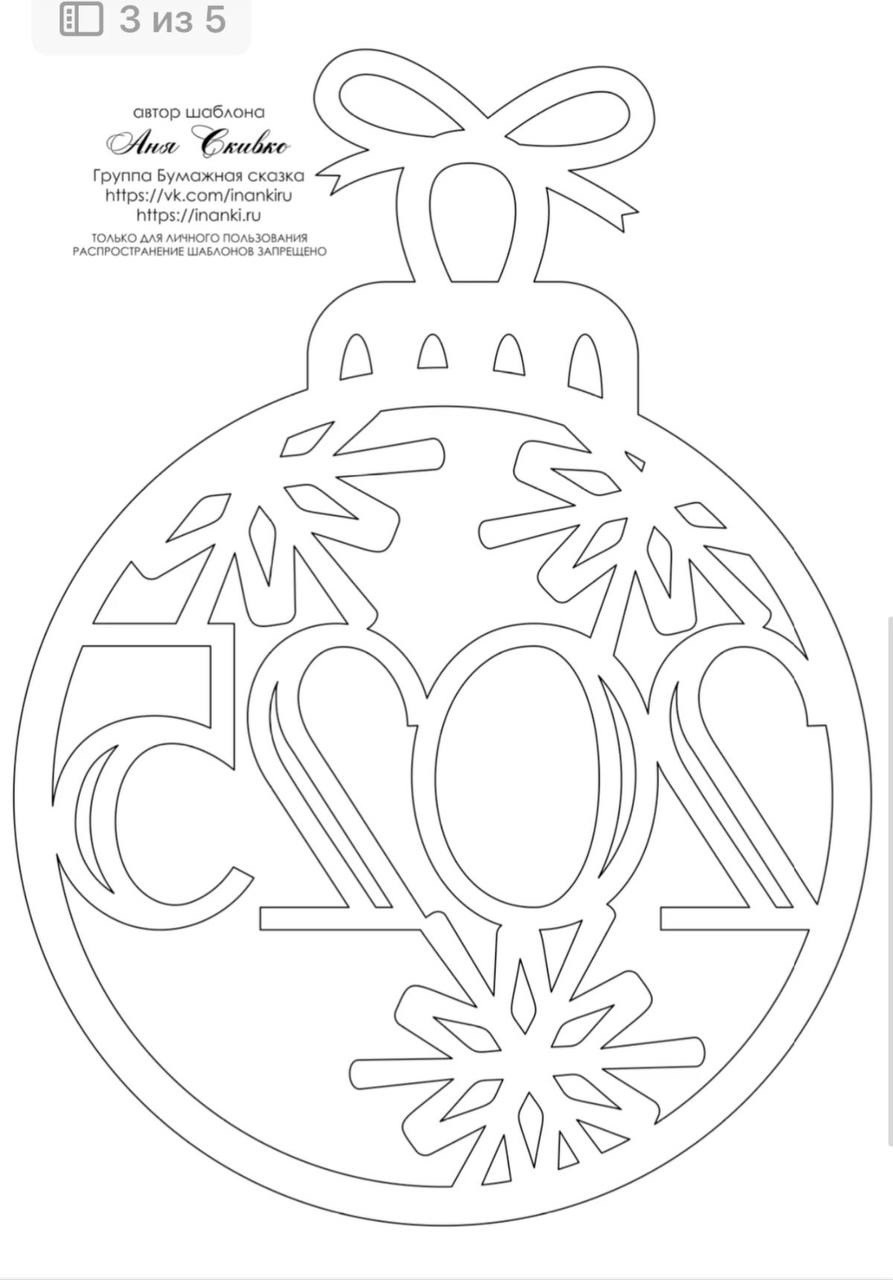 3 из 5
автор шаблона
Аня Скивко
Группа Бумажная сказка
https://vk.com/inankiru
https://inanki.ru
ТОЛЬКО ДЛЯ ЛИЧНОГО ПОЛЬЗОВАНИЯ
РАСПРОСТРАНЕНИЕ ШАБЛОНОВ ЗАПРЕЩЕНО
2025